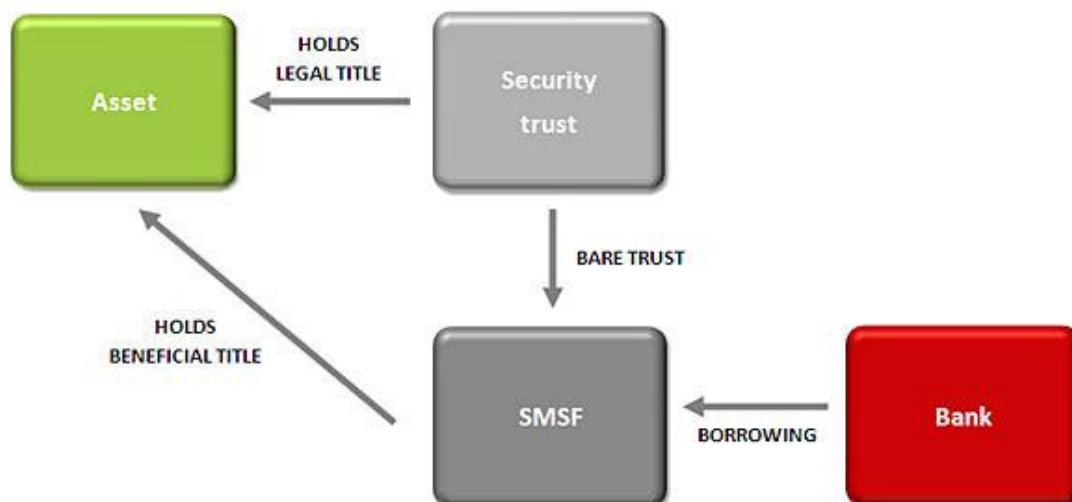 HOLDS
LEGAL TITLE
Asset
Security
trust
BARE TRUST
HOLDS
BENEFICIAL TITLE
SMSF
BORROWING
Bank